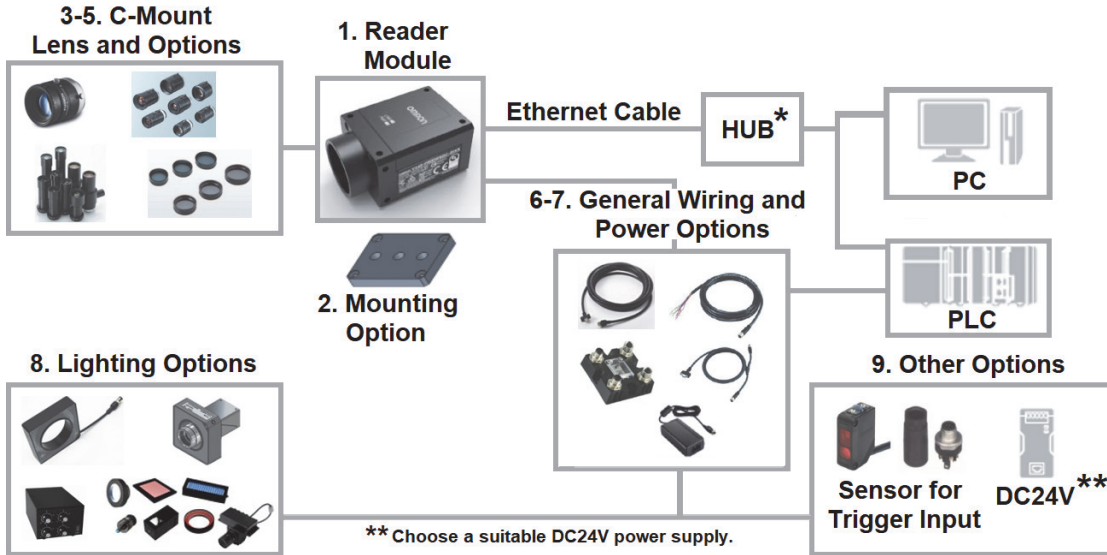 3-5. C-Mount
Lens and Options
1. Reader
Module
omron
Ethernet Cable
HUB*
PC
6-7. General Wiring and
Power Options
2. Mounting
Option
PLC
8. Lighting Options
9. Other Options
Sensor for
Trigger Input
DC24V**
** Choose a suitable DC24V power supply.